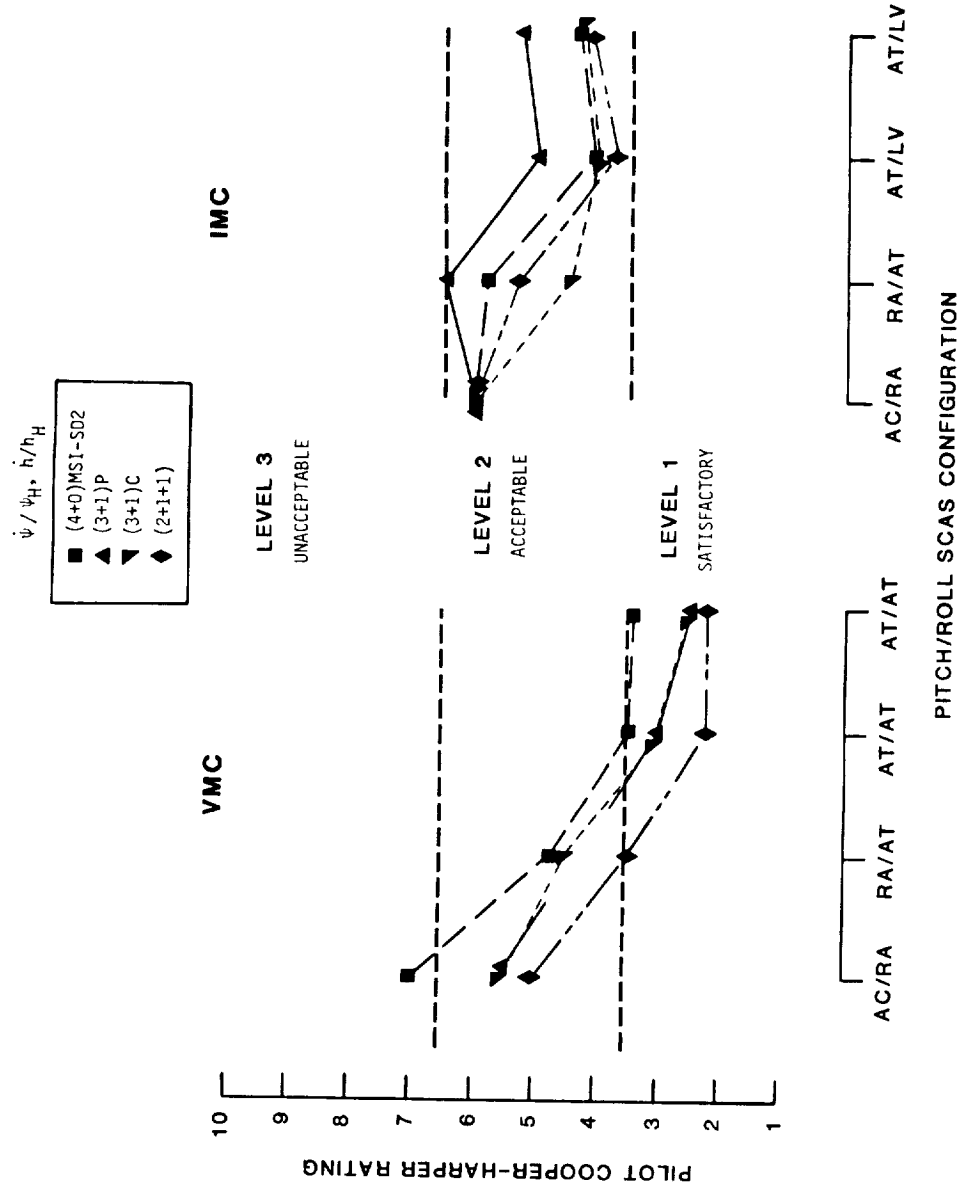 ψ̇ / ψ_H, ḣ/h_H
■ (4+0)MSI-SD2
▲ (3+1)P
◥ (3+1)C
◆ (2+1+1)
VMC
IMC
LEVEL 3
UNACCEPTABLE
LEVEL 2
ACCEPTABLE
LEVEL 1
SATISFACTORY
PILOT COOPER-HARPER RATING
10
9
8
7
6
5
4
3
2
1
AC/RA RA/AT AT/AT AT/AT
AC/RA RA/AT AT/LV AT/LV
PITCH/ROLL SCAS CONFIGURATION